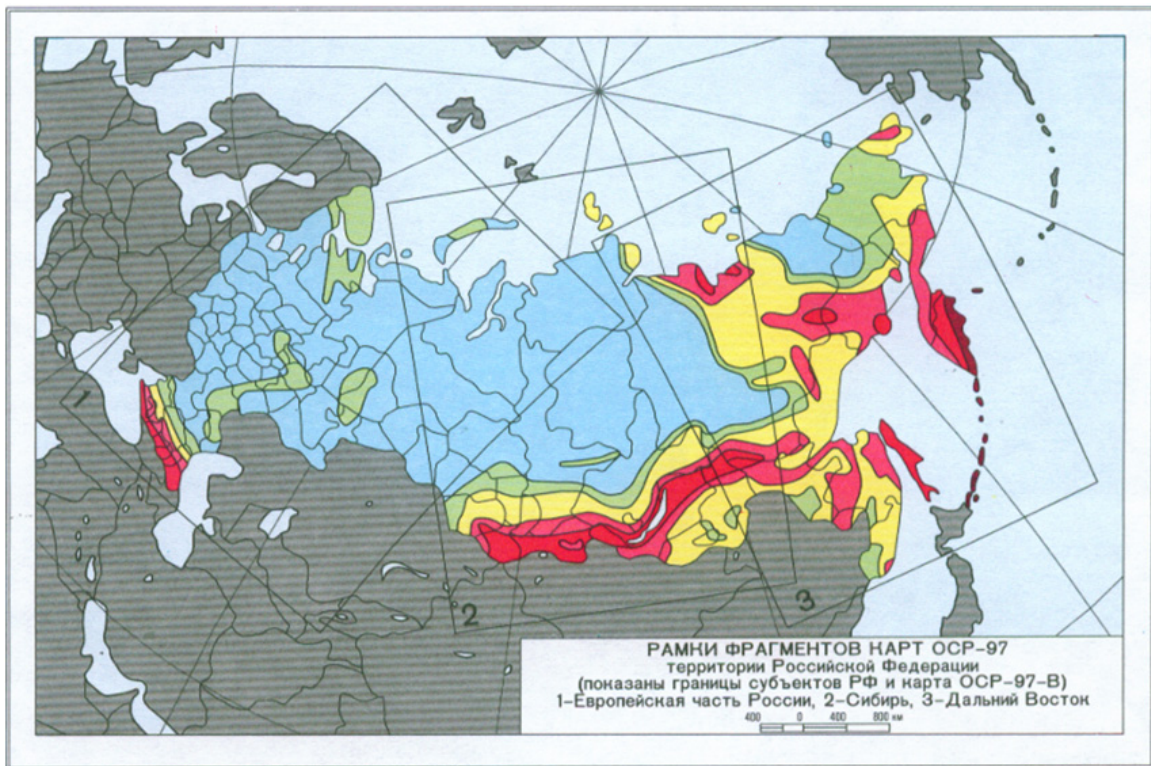 1
2
3
РАМКИ ФРАГМЕНТОВ КАРТ ОСР-97
территории Российской Федерации
(показаны границы субъектов РФ и карта ОСР-97-В)
1-Европейская часть России, 2-Сибирь, 3-Дальний Восток
400 0 400 800 км